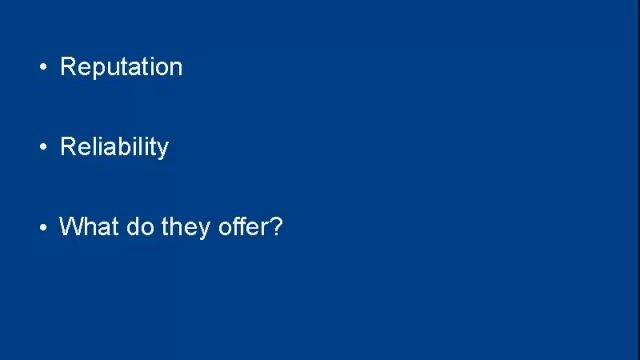 • Reputation
• Reliability
• What do they offer?